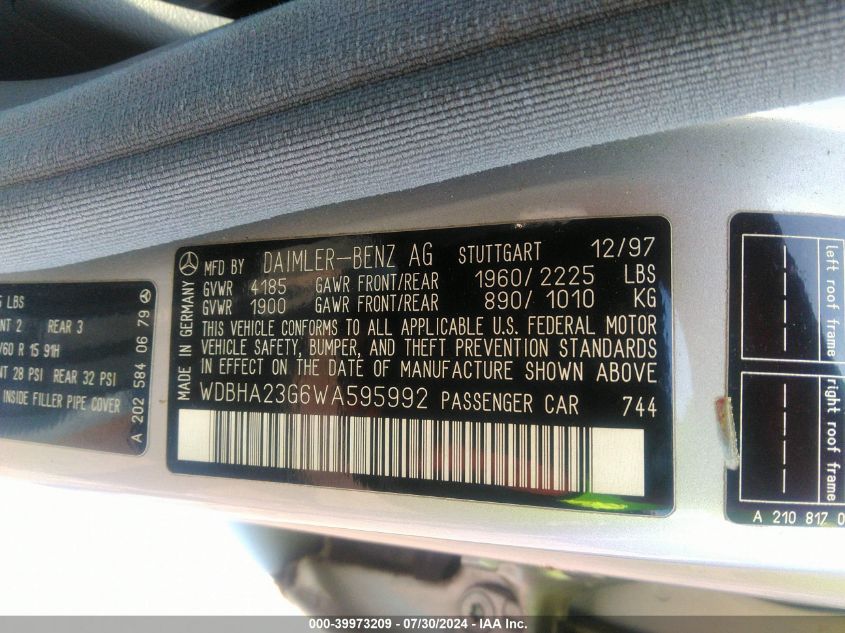 MADE IN GERMANY
MFD BY DAIMLER-BENZ AG STUTTGART 12/97
GVWR 4185 GAWR FRONT/REAR 1960/2225 LBS
GVWR 1900 GAWR FRONT/REAR 890/1010 KG
THIS VEHICLE CONFORMS TO ALL APPLICABLE U.S. FEDERAL MOTOR
VEHICLE SAFETY, BUMPER, AND THEFT PREVENTION STANDARDS
IN EFFECT ON THE DATE OF MANUFACTURE SHOWN ABOVE
WDBHA23G6WA595992 PASSENGER CAR 744
LBS
2 REAR 3
/60 R 15 91H
28 PSI REAR 32 PSI
INSIDE FILLER PIPE COVER
A 202 584 06 79
left roof frame
right roof frame
A 210 817 0
000-39973209 - 07/30/2024 - IAA Inc.